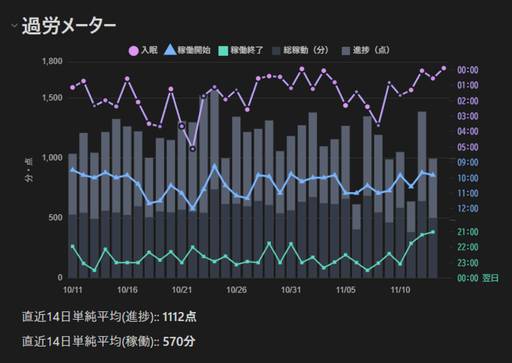 過労メーター
入眠 稼働開始 稼働終了 総稼動（分） 進捗（点）
1,800
1,500
1,000
500
0
分・点
00:00
01:00
02:00
03:00
04:00
05:00
09:00
10:00
11:00
12:00
21:00
22:00
23:00
00:00 翌日
10/11 10/16 10/21 10/26 10/31 11/05 11/10
直近14日単純平均(進捗):: 1112点
直近14日単純平均(稼働):: 570分